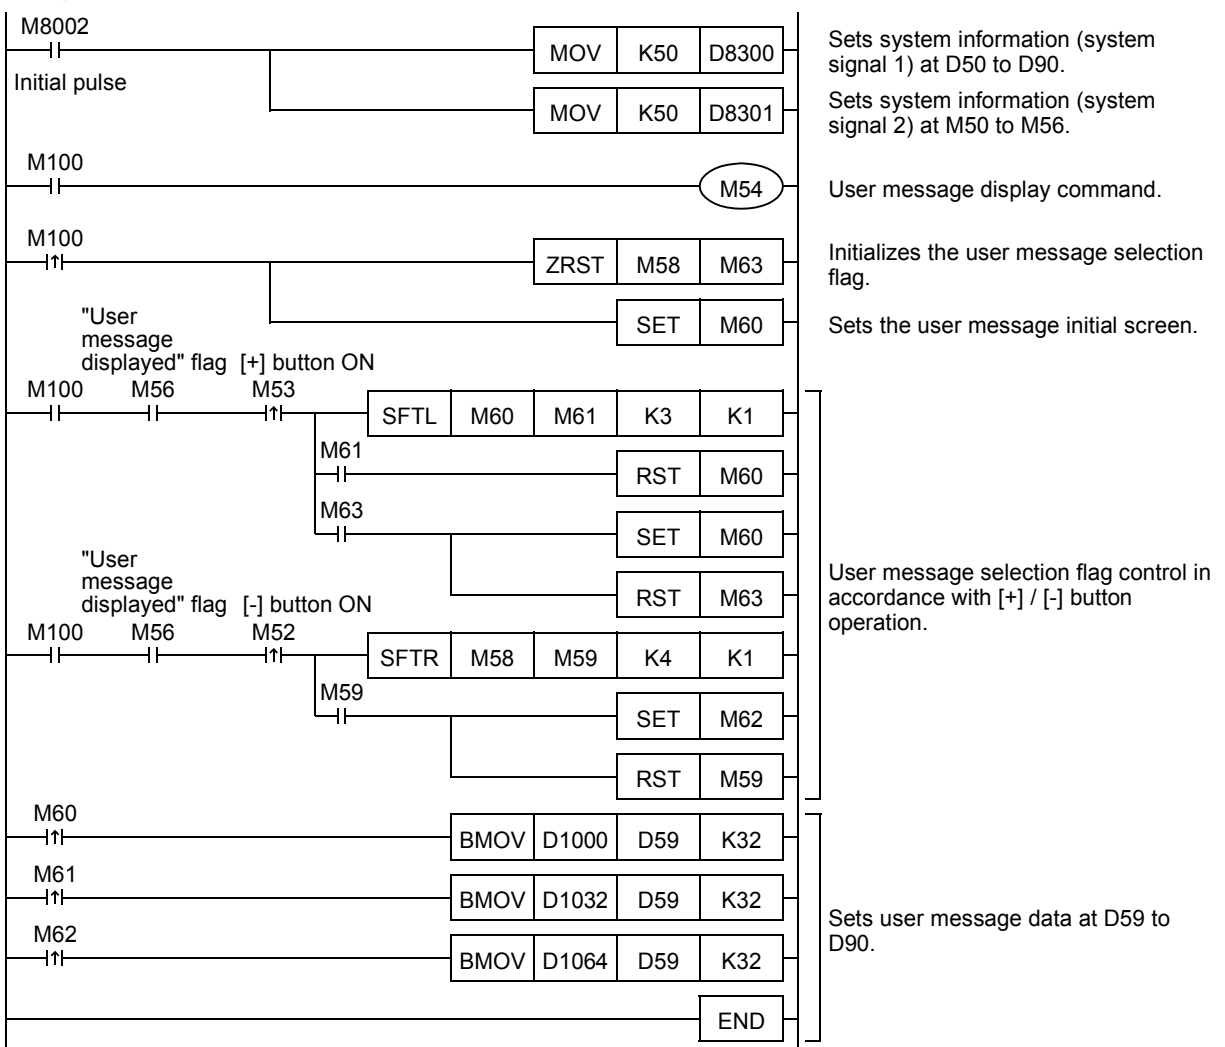 M8002
MOV K50 D8300
Sets system information (system
signal 1) at D50 to D90.
Initial pulse
MOV K50 D8301
Sets system information (system
signal 2) at M50 to M56.
M100
M54
User message display command.
M100
ZRST M58 M63
Initializes the user message selection
flag.
SET M60
Sets the user message initial screen.
"User
message
displayed" flag [+] button ON
M100 M56 M53
SFTL M60 M61 K3 K1
M61
RST M60
M63
SET M60
RST M63
User message selection flag control in
accordance with [+] / [-] button
operation.
"User
message
displayed" flag [-] button ON
M100 M56 M52
SFTR M58 M59 K4 K1
M59
SET M62
RST M59
M60
BMOV D1000 D59 K32
M61
BMOV D1032 D59 K32
Sets user message data at D59 to
D90.
M62
BMOV D1064 D59 K32
END